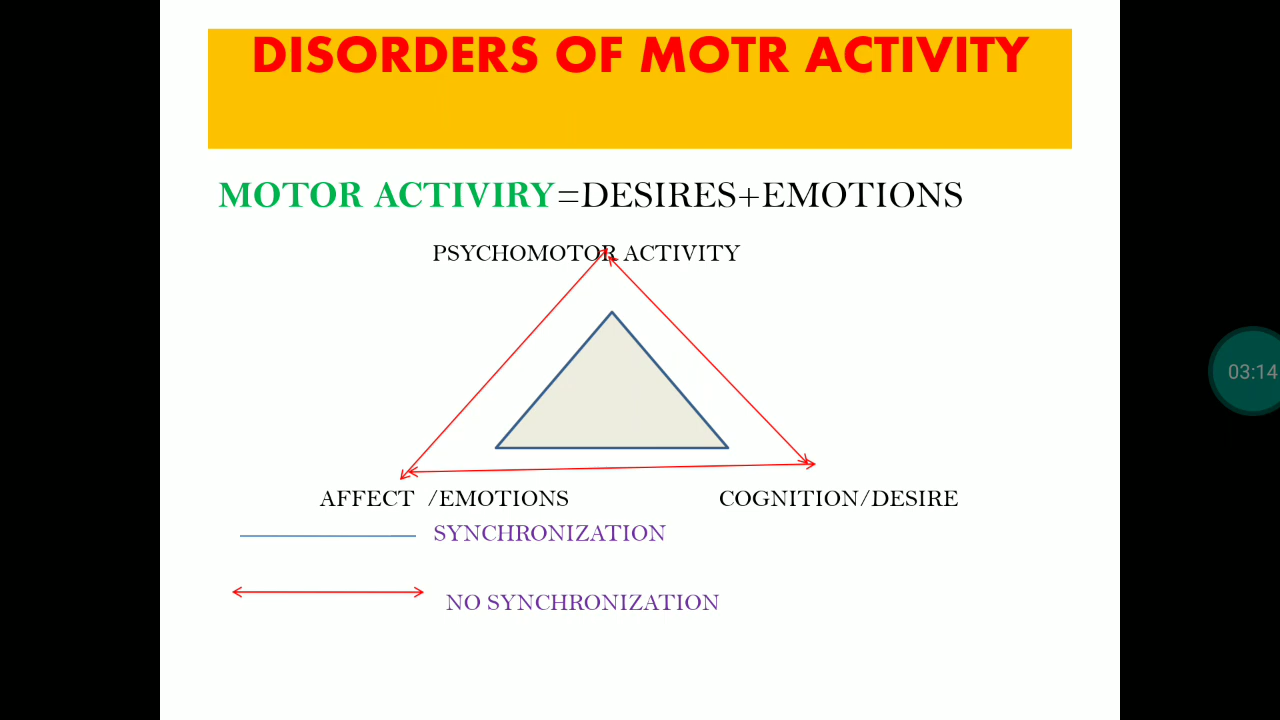 DISORDERS OF MOTR ACTIVITY
MOTOR ACTIVIRY=DESIRES+EMOTIONS
PSYCHOMOTOR ACTIVITY
AFFECT /EMOTIONS
COGNITION/DESIRE
SYNCHRONIZATION
NO SYNCHRONIZATION
03:14